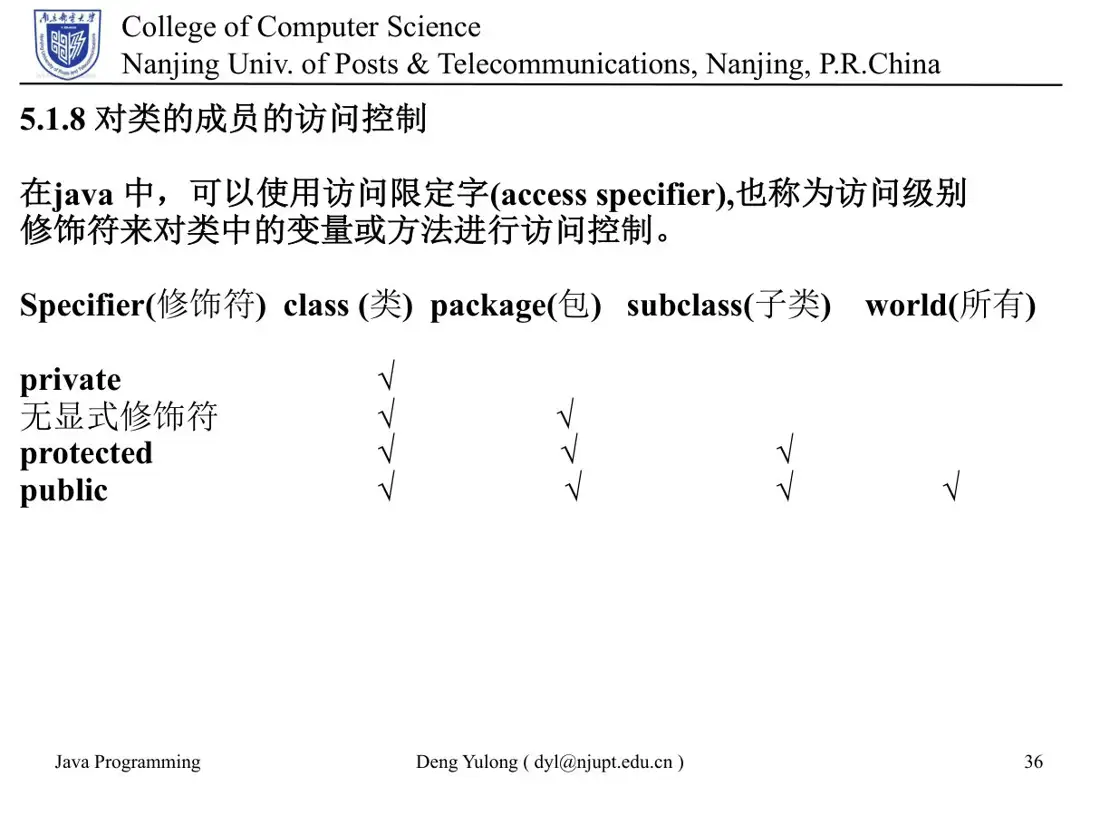 College of Computer Science
Nanjing Univ. of Posts & Telecommunications, Nanjing, P.R.China
5.1.8 对类的成员的访问控制
在java 中，可以使用访问限定字(access specifier),也称为访问级别
修饰符来对类中的变量或方法进行访问控制。
Specifier(修饰符) class (类) package(包) subclass(子类) world(所有)
private √
无显式修饰符 √ √
protected √ √ √
public √ √ √ √
Java Programming Deng Yulong ( dyl@njupt.edu.cn ) 36